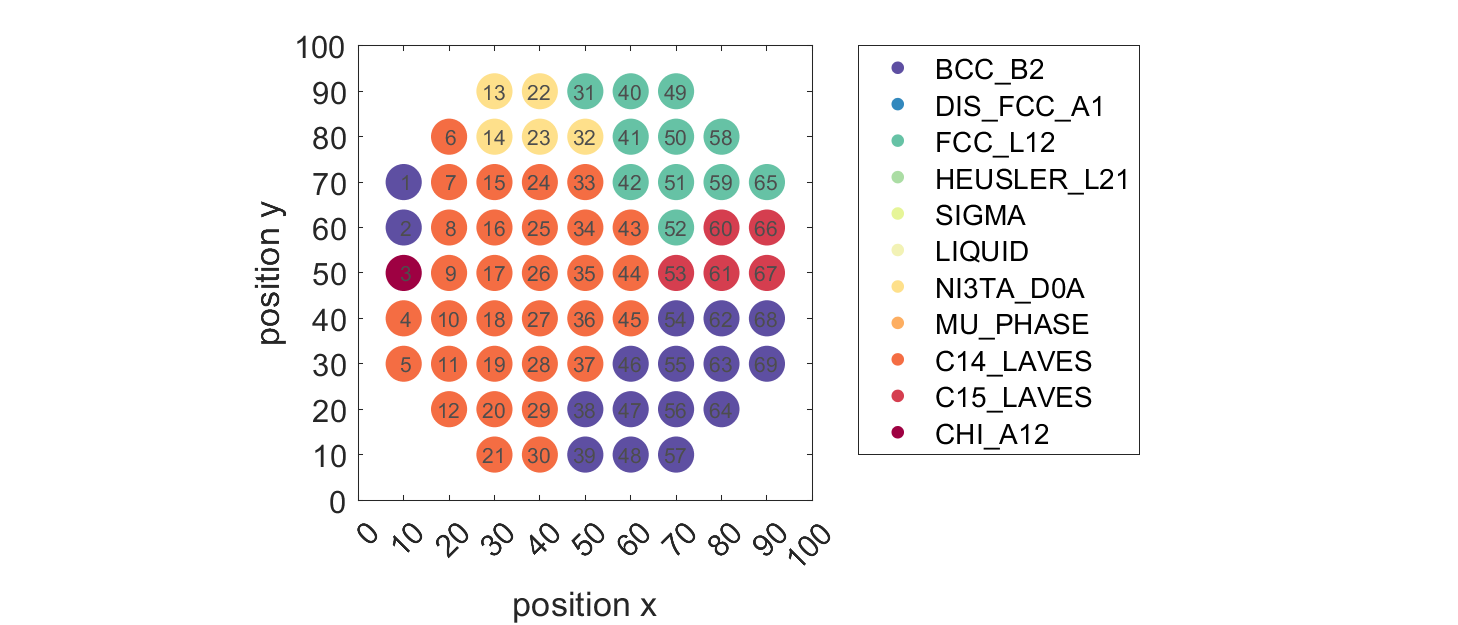 100
90
80
70
60
50
40
30
20
10
0
13 22 31 40 49
6 14 23 32 41 50 58
1 7 15 24 33 42 51 59 65
2 8 16 25 34 43 52 60 66
3 9 17 26 35 44 53 61 67
4 10 18 27 36 45 54 62 68
5 11 19 28 37 46 55 63 69
12 20 29 38 47 56 64
21 30 39 48 57
0 10 20 30 40 50 60 70 80 90 100
position x
position y
BCC_B2
DIS_FCC_A1
FCC_L12
HEUSLER_L21
SIGMA
LIQUID
NI3TA_D0A
MU_PHASE
C14_LAVES
C15_LAVES
CHI_A12